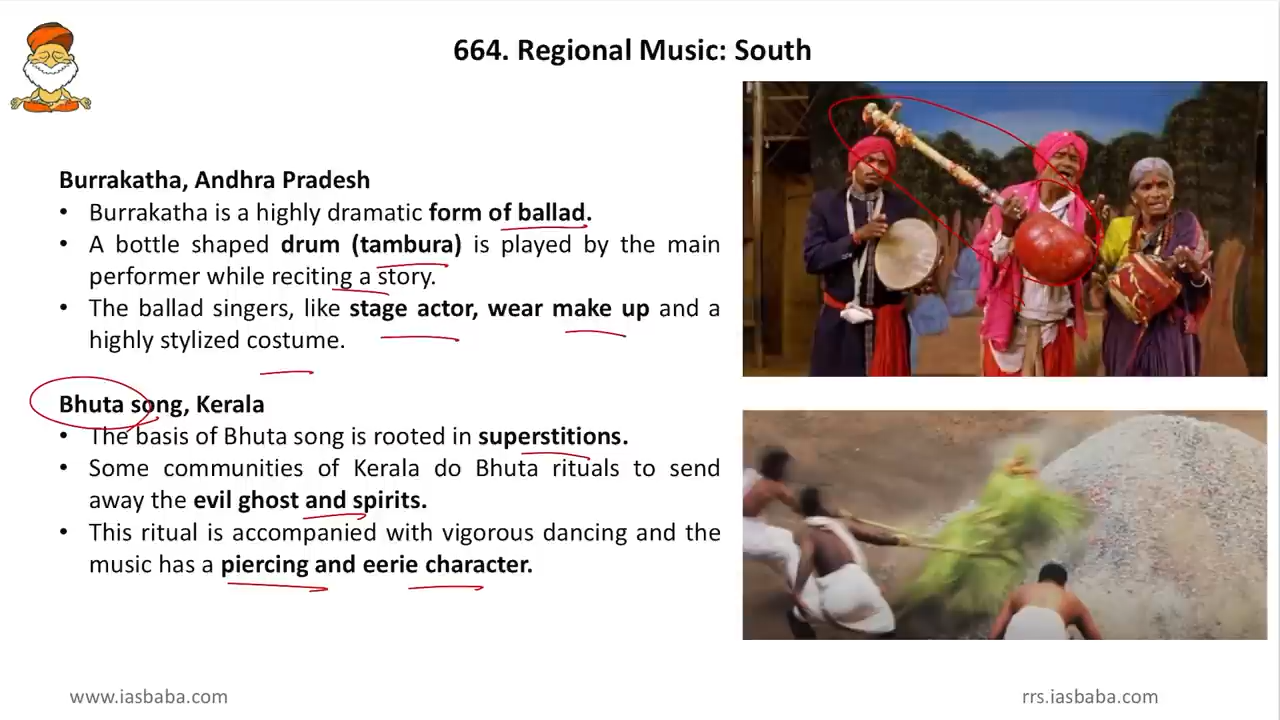 664. Regional Music: South
Burrakatha, Andhra Pradesh
• Burrakatha is a highly dramatic form of ballad.
• A bottle shaped drum (tambura) is played by the main
performer while reciting a story.
• The ballad singers, like stage actor, wear make up and a
highly stylized costume.
Bhuta song, Kerala
• The basis of Bhuta song is rooted in superstitions.
• Some communities of Kerala do Bhuta rituals to send
away the evil ghost and spirits.
• This ritual is accompanied with vigorous dancing and the
music has a piercing and eerie character.
www.iasbaba.com
rrs.iasbaba.com